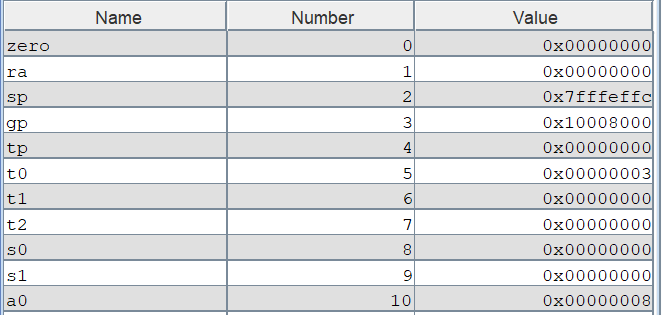 Name Number Value
zero 0 0x00000000
ra 1 0x00000000
sp 2 0x7fffeffc
gp 3 0x10008000
tp 4 0x00000000
t0 5 0x00000003
t1 6 0x00000000
t2 7 0x00000000
s0 8 0x00000000
s1 9 0x00000000
a0 10 0x00000008